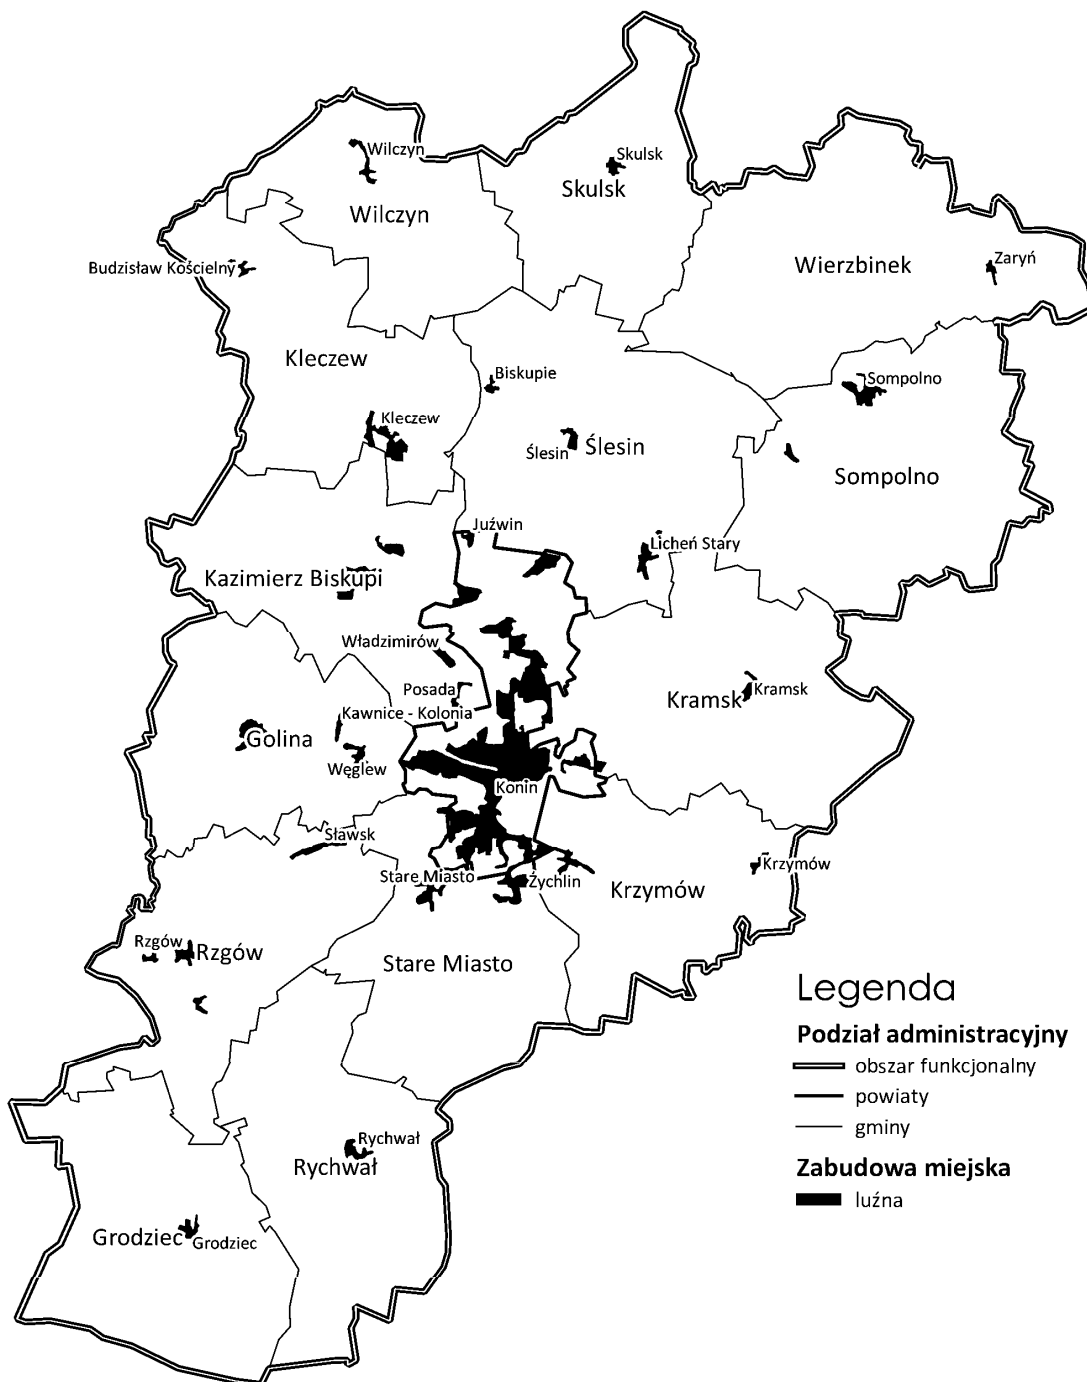 Wilczyn
Wilczyn
Skulsk
Skulsk
Budzisław Kościelny
Wierzbinek
Zaryń
Kleczew
Biskupie
Sompolno
Kleczew
Ślesin
Ślesin
Sompolno
Juźwin
Licheń Stary
Kazimierz Biskupi
Władzimirów
Posada
Kramsk
Kramsk
Kawnice - Kolonia
Golina
Węglew
Konin
Sławsk
Stare Miasto
Żychlin
Krzymów
Krzymów
Rzgów
Rzgów
Stare Miasto
Rychwał
Rychwał
Grodziec
Grodziec
Legenda
Podział administracyjny
obszar funkcjonalny
powiaty
gminy
Zabudowa miejska
luźna